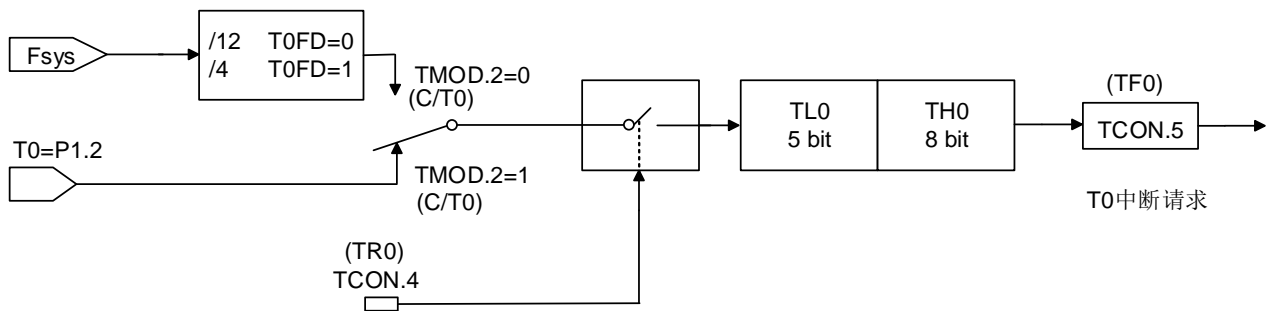 Fsys
/12 T0FD=0
/4 T0FD=1
TMOD.2=0
(C/T0)
T0=P1.2
TMOD.2=1
(C/T0)
(TR0)
TCON.4
TL0
5 bit
TH0
8 bit
(TF0)
TCON.5
T0中断请求